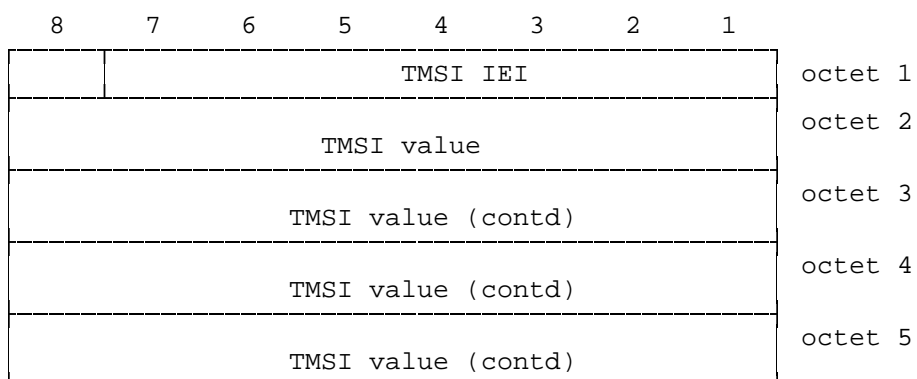 8 7 6 5 4 3 2 1
TMSI IEI octet 1
octet 2
TMSI value
octet 3
TMSI value (contd)
octet 4
TMSI value (contd)
octet 5
TMSI value (contd)